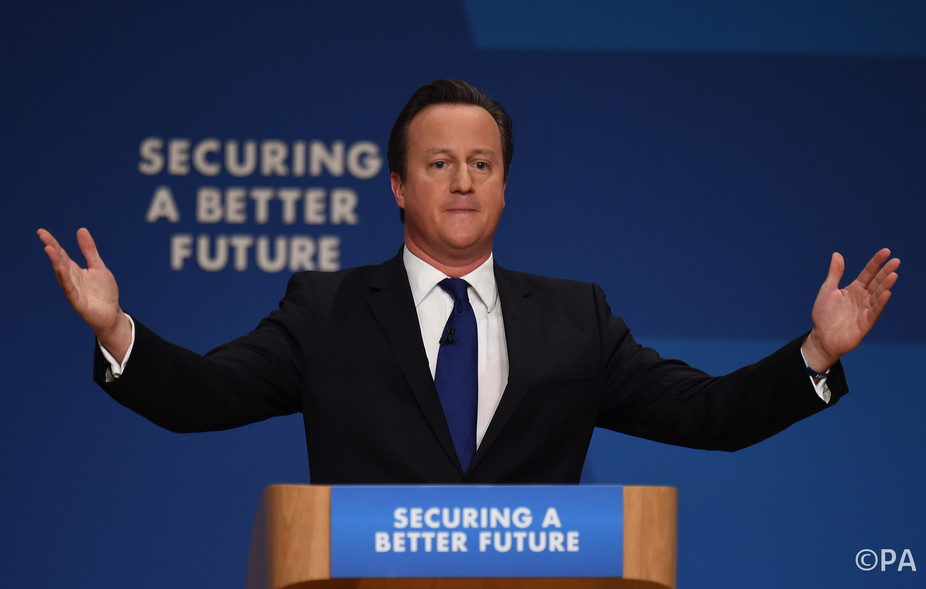 SECURING
A BETTER
FUTURE
SECURING A
BETTER FUTURE
©PA